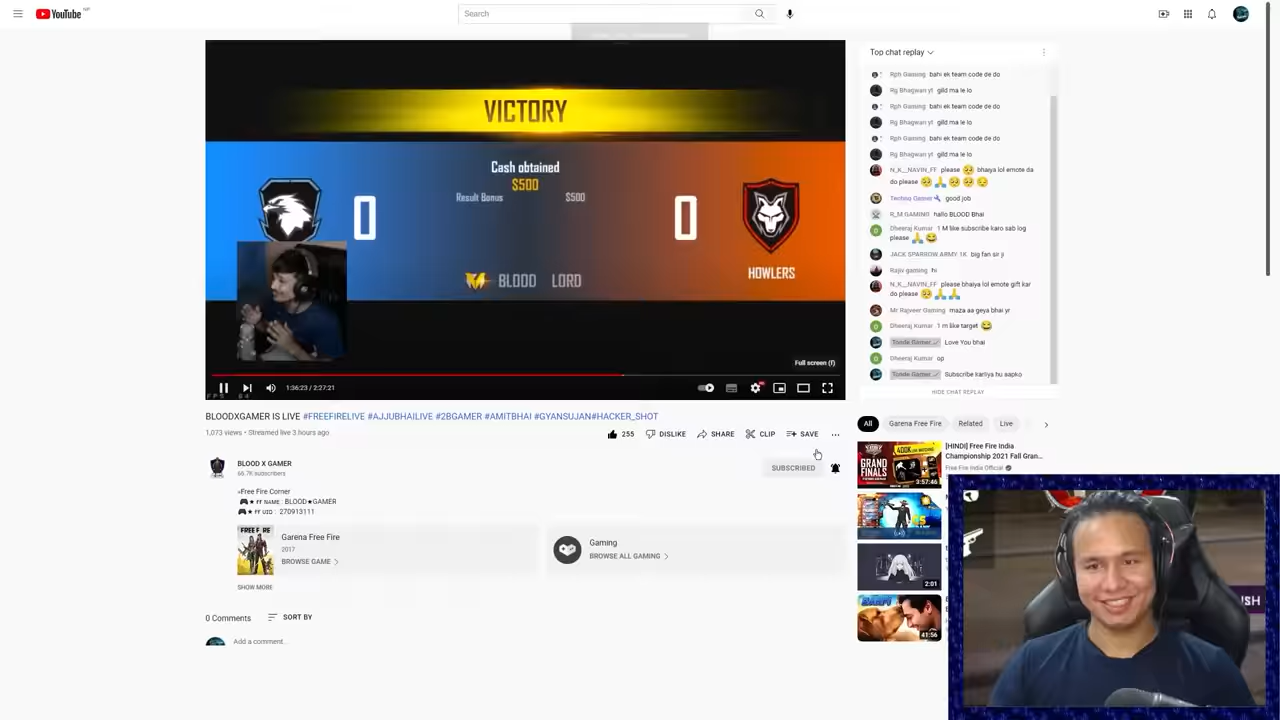 YouTube NP
Search
VICTORY
Cash obtained
$500
Result Bonus $500
0
0
HOWLERS
BLOOD LORD
Full screen (f)
1:36:23 / 2:27:21
BLOODXGAMER IS LIVE #FREEFIRELIVE #AJJUBHAILIVE #2BGAMER #AMITBHAI #GYANSUJAN#HACKER_SHOT
1,073 views • Streamed live 3 hours ago
255 DISLIKE SHARE CLIP SAVE
BLOOD X GAMER
66.7K subscribers
SUBSCRIBED
Free Fire Corner
FF NAME : BLOOD★GAMER
FF UID : 270913111
FREE FIRE
Garena Free Fire
2017
BROWSE GAME
Gaming
BROWSE ALL GAMING
SHOW MORE
0 Comments SORT BY
Add a comment...
Top chat replay
Rph Gaming bahi ek team code de do
Rg Bhagwan yt gild ma le lo
Rph Gaming bahi ek team code de do
Rg Bhagwan yt gild ma le lo
Rph Gaming bahi ek team code de do
Rg Bhagwan yt gild ma le lo
N_K__NAVIN_FF please 🥺 bhaiya lol emote da
do please 🥺🙏🥺🥺😔
Techno Gamer good job
R_M GAMING hallo BLOOD Bhai
Dheeraj Kumar 1 M like subscribe karo sab log
please 🙏😂
JACK SPARROW ARMY 1K big fan sir ji
Rajiv gaming hi
N_K__NAVIN_FF please bhaiya lol emote gift kar
do please 🥺🙏🙏
Mr.Rajveer Gaming maza aa geya bhai yr
Dheeraj Kumar 1 m like target 😂
Tonde Gamer Love You bhai
Dheeraj Kumar op
Tonde Gamer Subscribe karliya hu aapko
HIDE CHAT REPLAY
All Garena Free Fire Related Live
[HINDI] Free Fire India
Championship 2021 Fall Gran...
Free Fire India Official
GRAND
FINALS
3:57:46
2:01
41:56